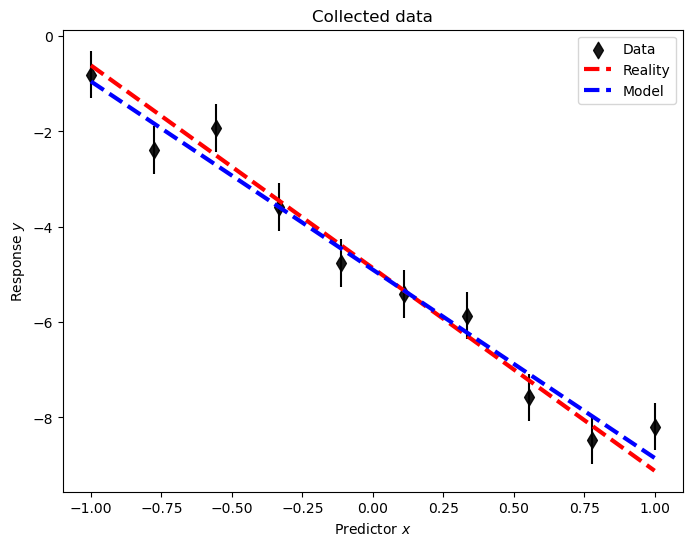 Collected data
Data
Reality
Model
0
−2
−4
−6
−8
Response y
−1.00 −0.75 −0.50 −0.25 0.00 0.25 0.50 0.75 1.00
Predictor x